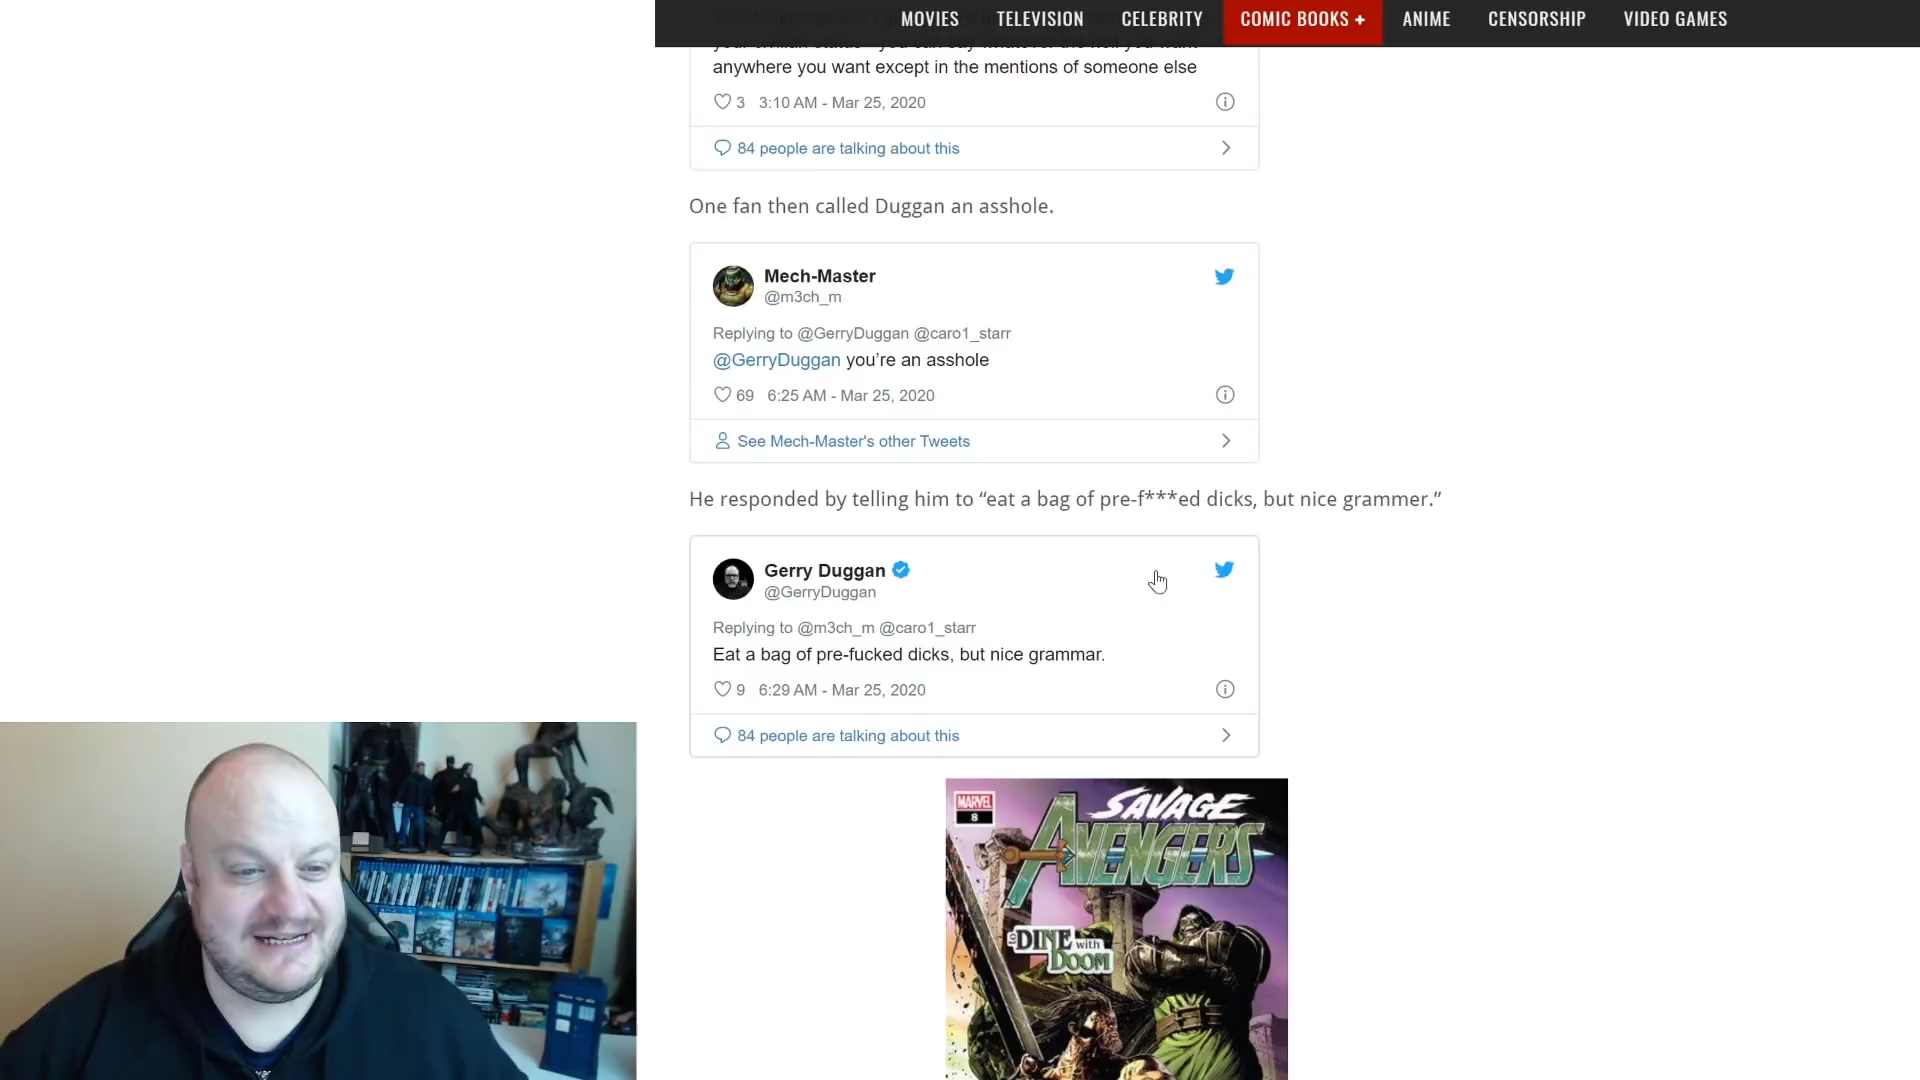 MOVIES TELEVISION CELEBRITY COMIC BOOKS + ANIME CENSORSHIP VIDEO GAMES
anywhere you want except in the mentions of someone else
3 3:10 AM - Mar 25, 2020
84 people are talking about this
One fan then called Duggan an asshole.
Mech-Master
@m3ch_m
Replying to @GerryDuggan @caro1_starr
@GerryDuggan you’re an asshole
69 6:25 AM - Mar 25, 2020
See Mech-Master's other Tweets
He responded by telling him to “eat a bag of pre-f***ed dicks, but nice grammer.”
Gerry Duggan
@GerryDuggan
Replying to @m3ch_m @caro1_starr
Eat a bag of pre-fucked dicks, but nice grammar.
9 6:29 AM - Mar 25, 2020
84 people are talking about this
MARVEL
8
SAVAGE
AVENGERS
to DINE with
DOOM